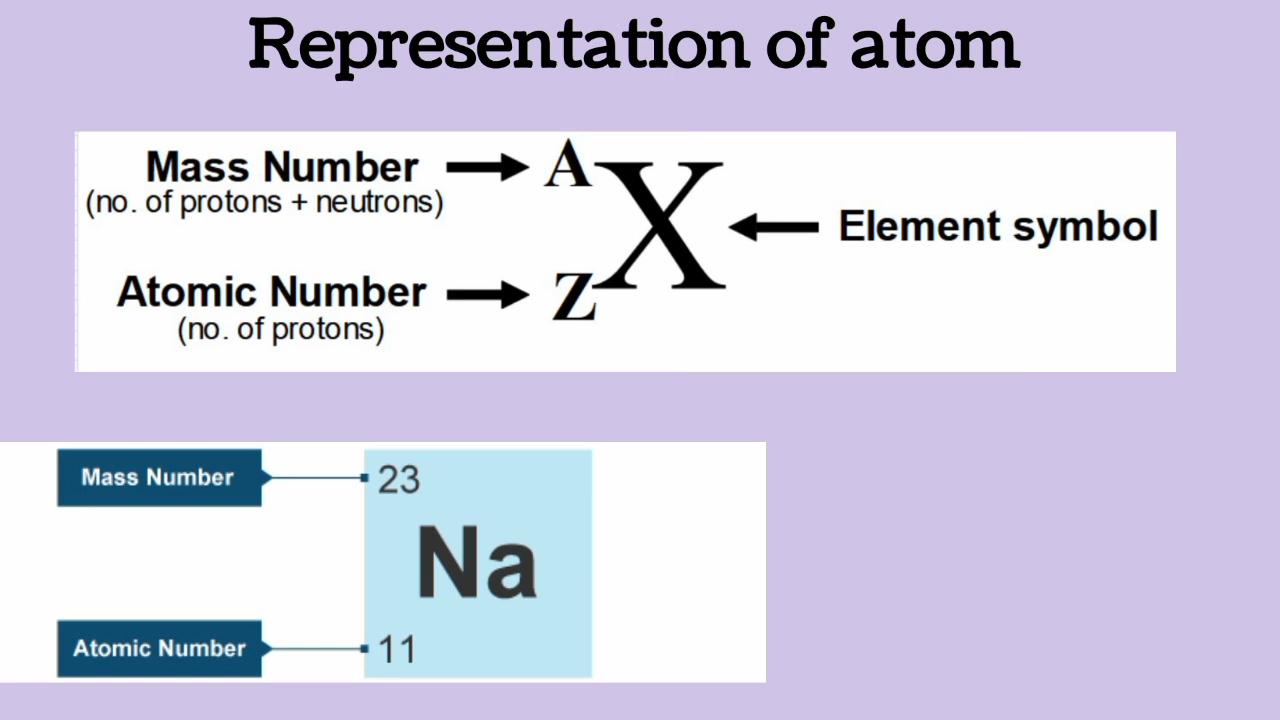 Representation of atom
Mass Number → A
(no. of protons + neutrons)
X ← Element symbol
Atomic Number → Z
(no. of protons)
Mass Number 23
Na
Atomic Number 11